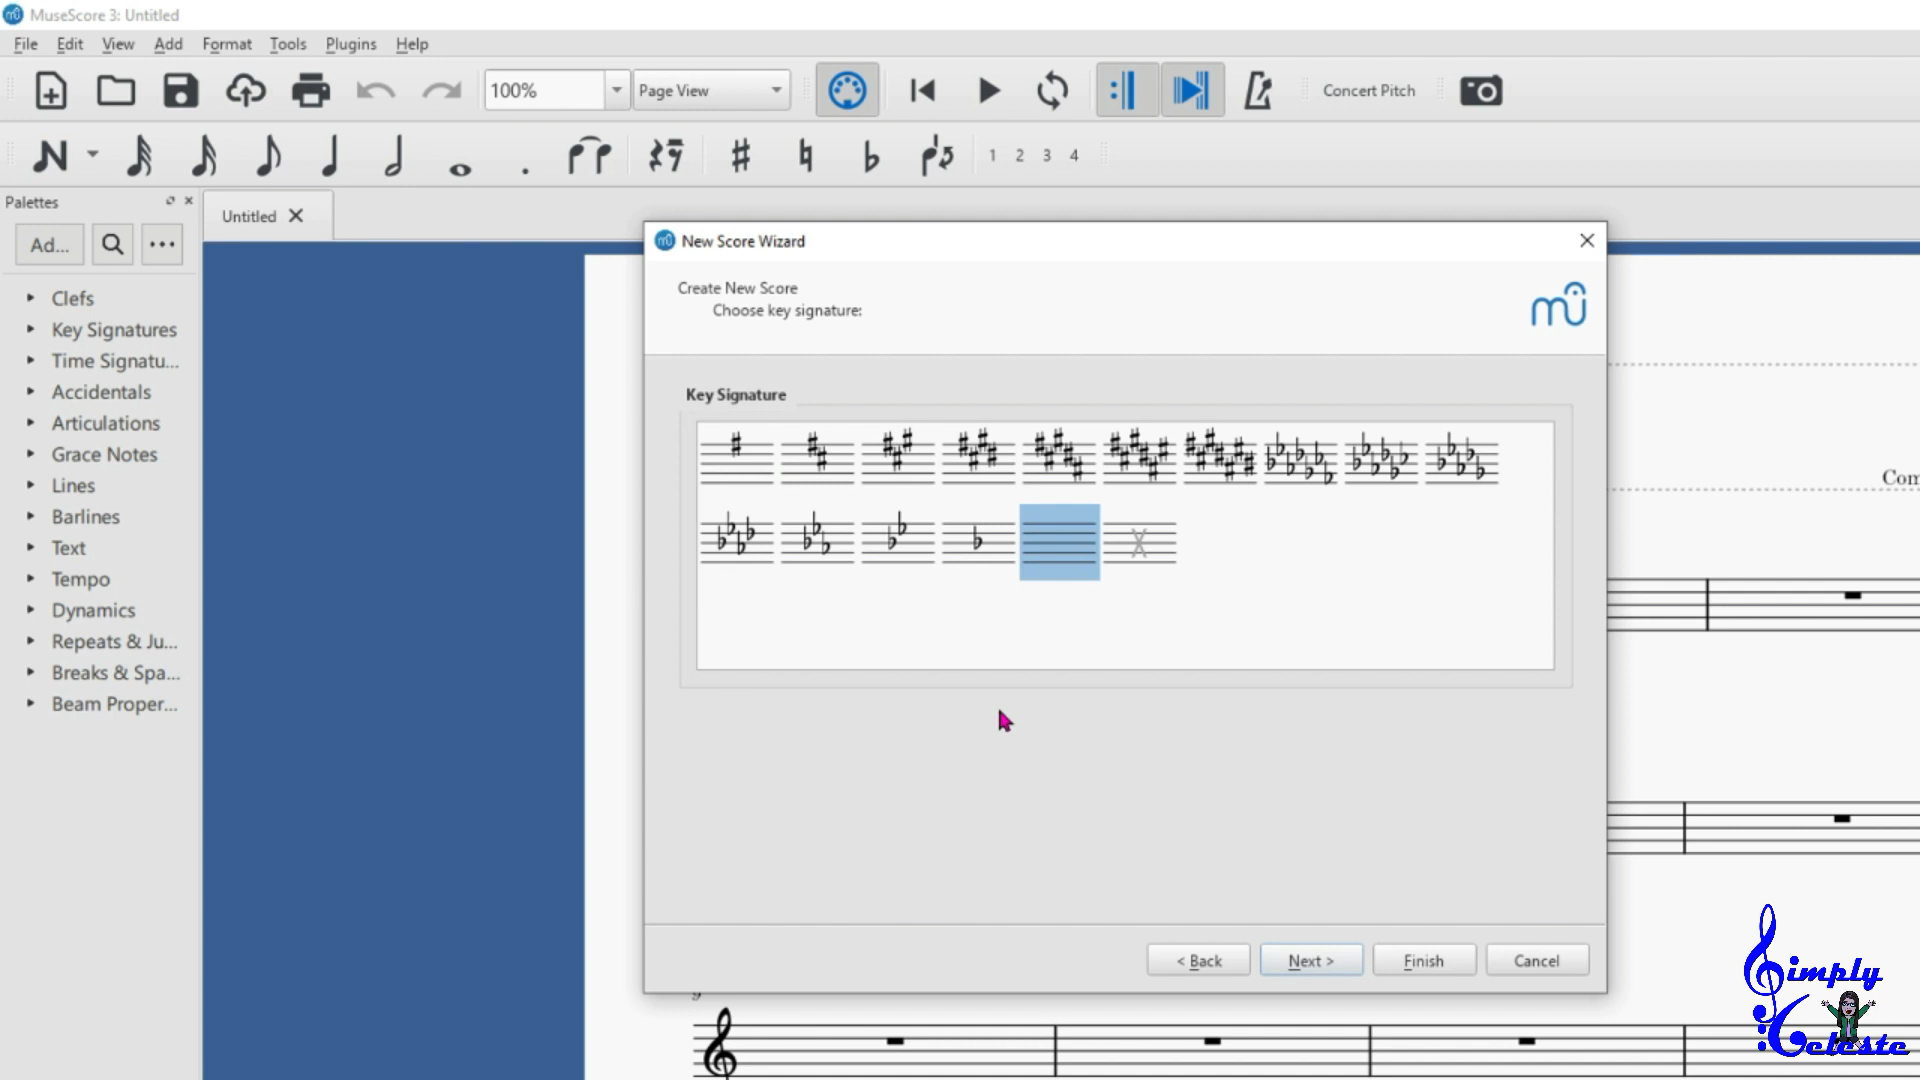 MuseScore 3: Untitled
File Edit View Add Format Tools Plugins Help
100% Page View Concert Pitch
1 2 3 4
Palettes
Untitled
Ad...
Clefs
Key Signatures
Time Signatu...
Accidentals
Articulations
Grace Notes
Lines
Barlines
Text
Tempo
Dynamics
Repeats & Ju...
Breaks & Spa...
Beam Proper...
New Score Wizard
Create New Score
Choose key signature:
Key Signature
X
Com
< Back Next > Finish Cancel
9
Simply
Celeste